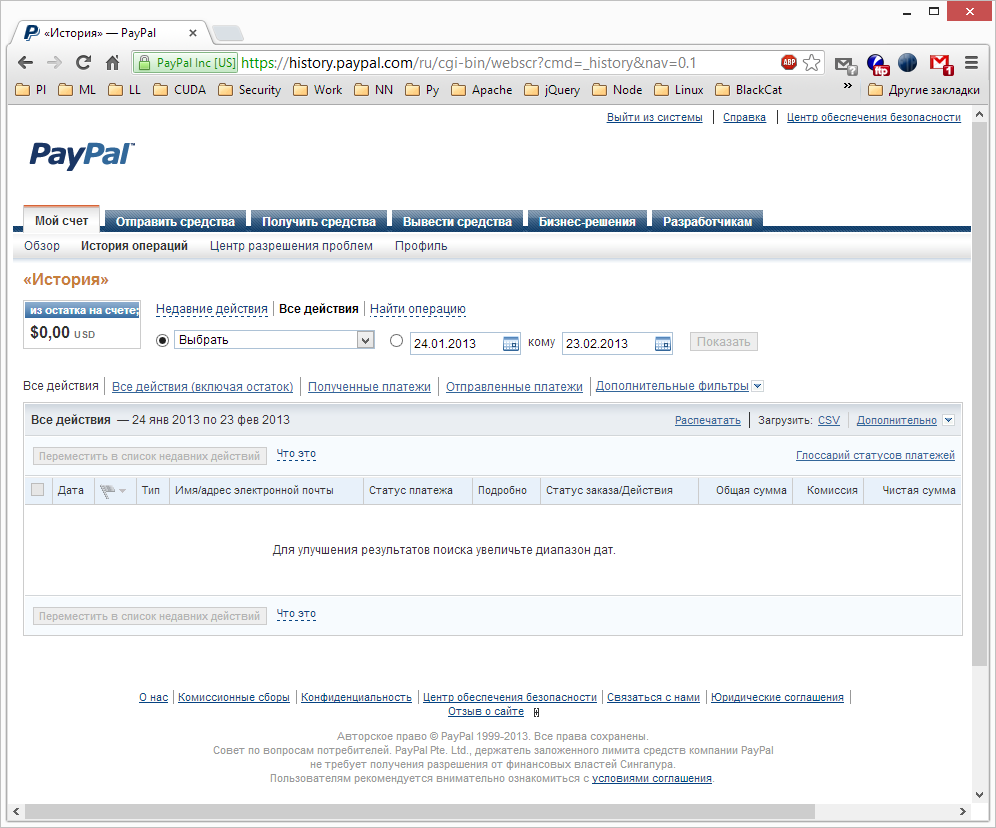 «История» — PayPal
PayPal Inc [US] https://history.paypal.com/ru/cgi-bin/webscr?cmd=_history&nav=0.1 ABP
PI ML LL CUDA Security Work NN Py Apache jQuery Node Linux BlackCat » Другие закладки
Выйти из системы Справка Центр обеспечения безопасности
PayPal™
Мой счет Отправить средства Получить средства Вывести средства Бизнес-решения Разработчикам
Обзор История операций Центр разрешения проблем Профиль
«История»
из остатка на счете;
$0,00 USD
Недавние действия Все действия Найти операцию
Выбрать 24.01.2013 кому 23.02.2013 Показать
Все действия Все действия (включая остаток) Полученные платежи Отправленные платежи Дополнительные фильтры
Все действия — 24 янв 2013 по 23 фев 2013 Распечатать Загрузить: CSV Дополнительно
Переместить в список недавних действий Что это Глоссарий статусов платежей
Дата Тип Имя/адрес электронной почты Статус платежа Подробно Статус заказа/Действия Общая сумма Комиссия Чистая сумма
Для улучшения результатов поиска увеличьте диапазон дат.
Переместить в список недавних действий Что это
О нас Комиссионные сборы Конфиденциальность Центр обеспечения безопасности Связаться с нами Юридические соглашения
Отзыв о сайте [+]
Авторское право © PayPal 1999-2013. Все права сохранены.
Совет по вопросам потребителей. PayPal Pte. Ltd., держатель заложенного лимита средств компании PayPal
не требует получения разрешения от финансовых властей Сингапура.
Пользователям рекомендуется внимательно ознакомиться с условиями соглашения.